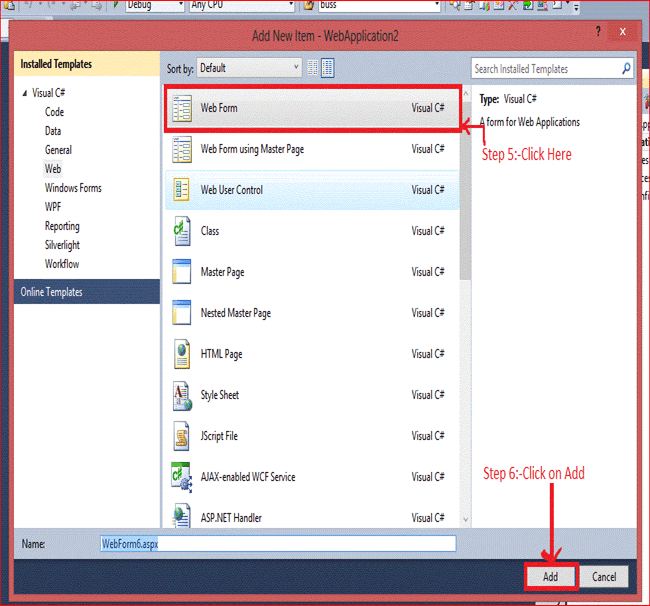 Debug Any CPU buss
Add New Item - WebApplication2 ? x
Installed Templates
Sort by: Default
Search Installed Templates
Visual C#
Code
Data
General
Web
Windows Forms
WPF
Reporting
Silverlight
Workflow
Online Templates
Web Form Visual C#
Web Form using Master Page Visual C#
Web User Control Visual C#
Class Visual C#
Master Page Visual C#
Nested Master Page Visual C#
HTML Page Visual C#
Style Sheet Visual C#
JScript File Visual C#
AJAX-enabled WCF Service Visual C#
ASP.NET Handler Visual C#
Type: Visual C#
A form for Web Applications
Step 5:-Click Here
Step 6:-Click on Add
Name: WebForm6.aspx
Add Cancel